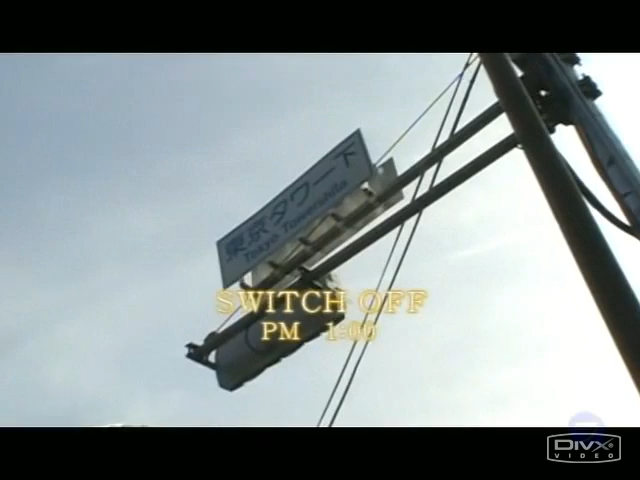 東京タワー下
Tokyo Towershita
SWITCH OFF
PM 1:00
DIVX
VIDEO